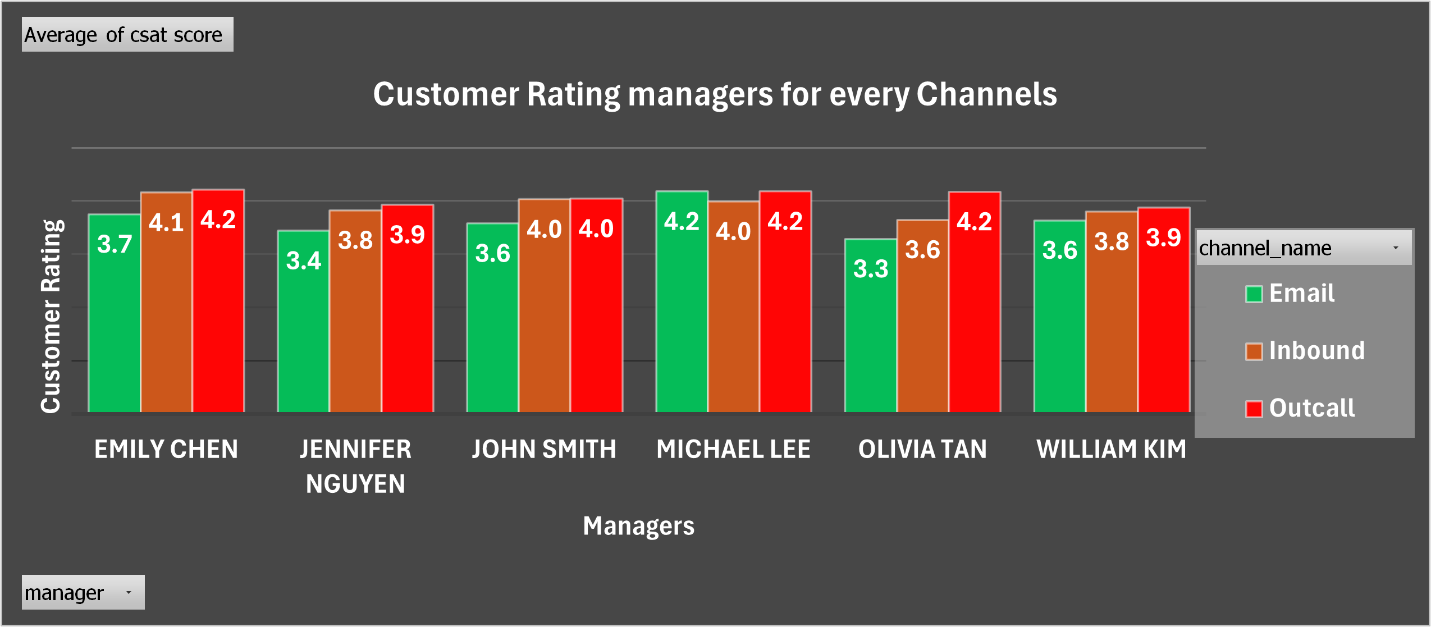 Average of csat score
Customer Rating managers for every Channels
Customer Rating
3.7
4.1
4.2
3.4
3.8
3.9
3.6
4.0
4.0
4.2
4.0
4.2
3.3
3.6
4.2
3.6
3.8
3.9
channel_name
Email
Inbound
Outcall
EMILY CHEN
JENNIFER
NGUYEN
JOHN SMITH
MICHAEL LEE
OLIVIA TAN
WILLIAM KIM
Managers
manager